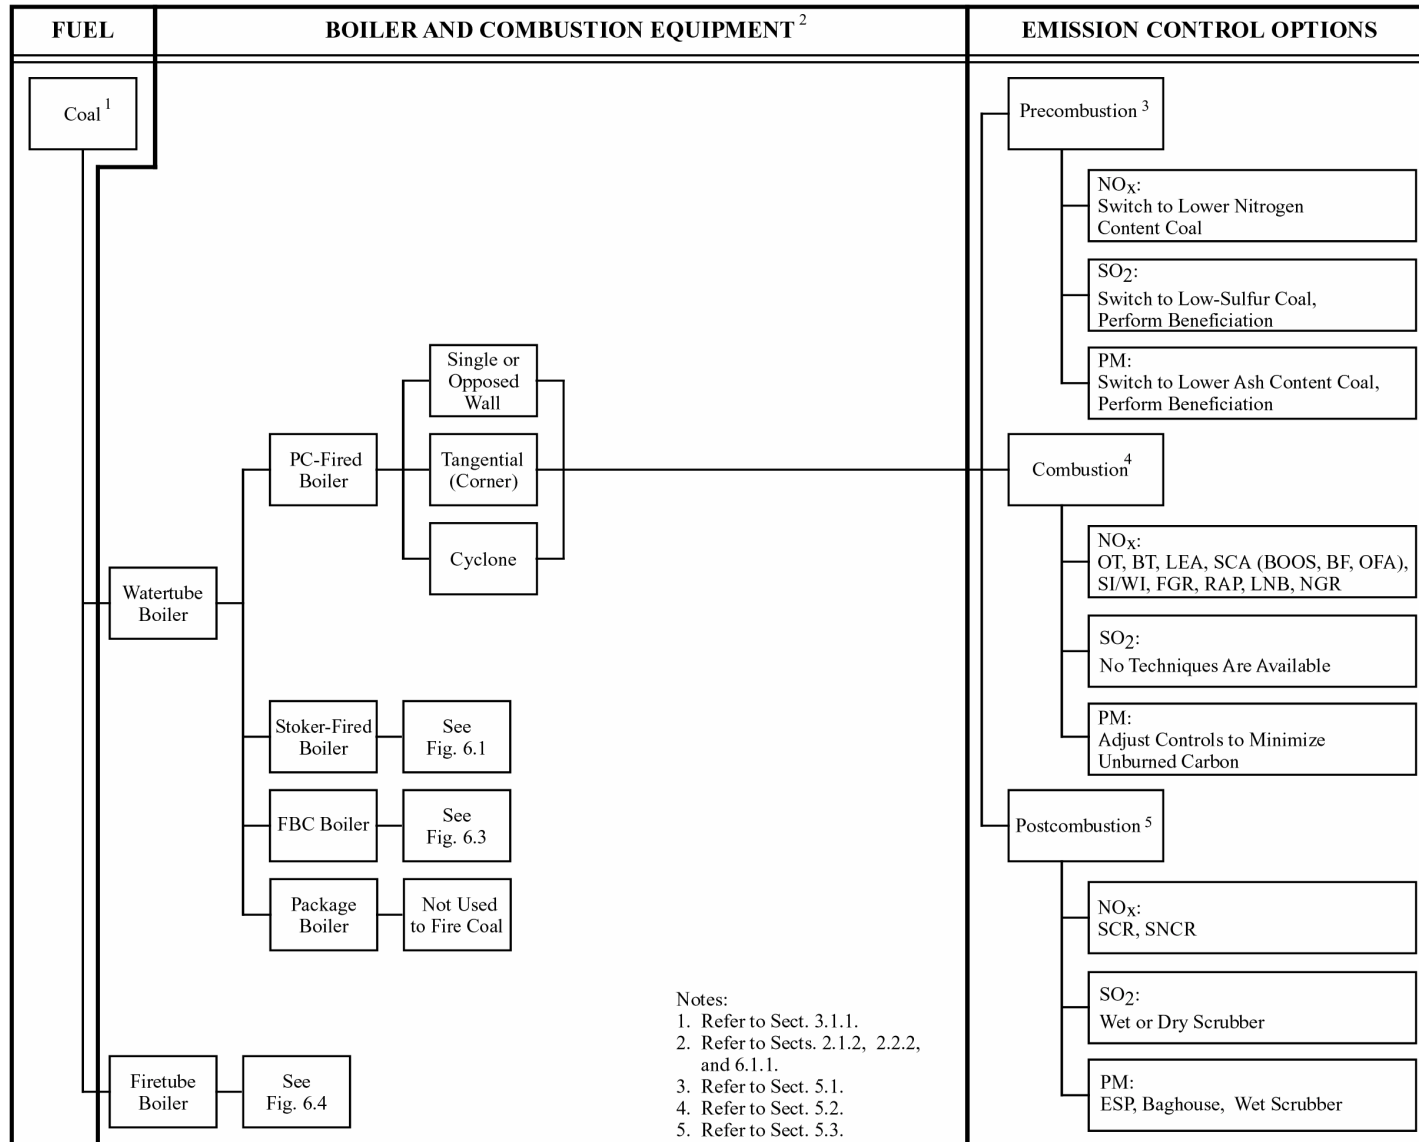 FUEL
BOILER AND COMBUSTION EQUIPMENT 2
EMISSION CONTROL OPTIONS
Coal 1
Watertube
Boiler
Firetube
Boiler
See
Fig. 6.4
PC-Fired
Boiler
Single or
Opposed
Wall
Tangential
(Corner)
Cyclone
Stoker-Fired
Boiler
See
Fig. 6.1
FBC Boiler
See
Fig. 6.3
Package
Boiler
Not Used
to Fire Coal
Precombustion 3
NOx:
Switch to Lower Nitrogen
Content Coal
SO2:
Switch to Low-Sulfur Coal,
Perform Beneficiation
PM:
Switch to Lower Ash Content Coal,
Perform Beneficiation
Combustion 4
NOx:
OT, BT, LEA, SCA (BOOS, BF, OFA),
SI/WI, FGR, RAP, LNB, NGR
SO2:
No Techniques Are Available
PM:
Adjust Controls to Minimize
Unburned Carbon
Postcombustion 5
NOx:
SCR, SNCR
SO2:
Wet or Dry Scrubber
PM:
ESP, Baghouse, Wet Scrubber
Notes:
1. Refer to Sect. 3.1.1.
2. Refer to Sects. 2.1.2, 2.2.2,
and 6.1.1.
3. Refer to Sect. 5.1.
4. Refer to Sect. 5.2.
5. Refer to Sect. 5.3.